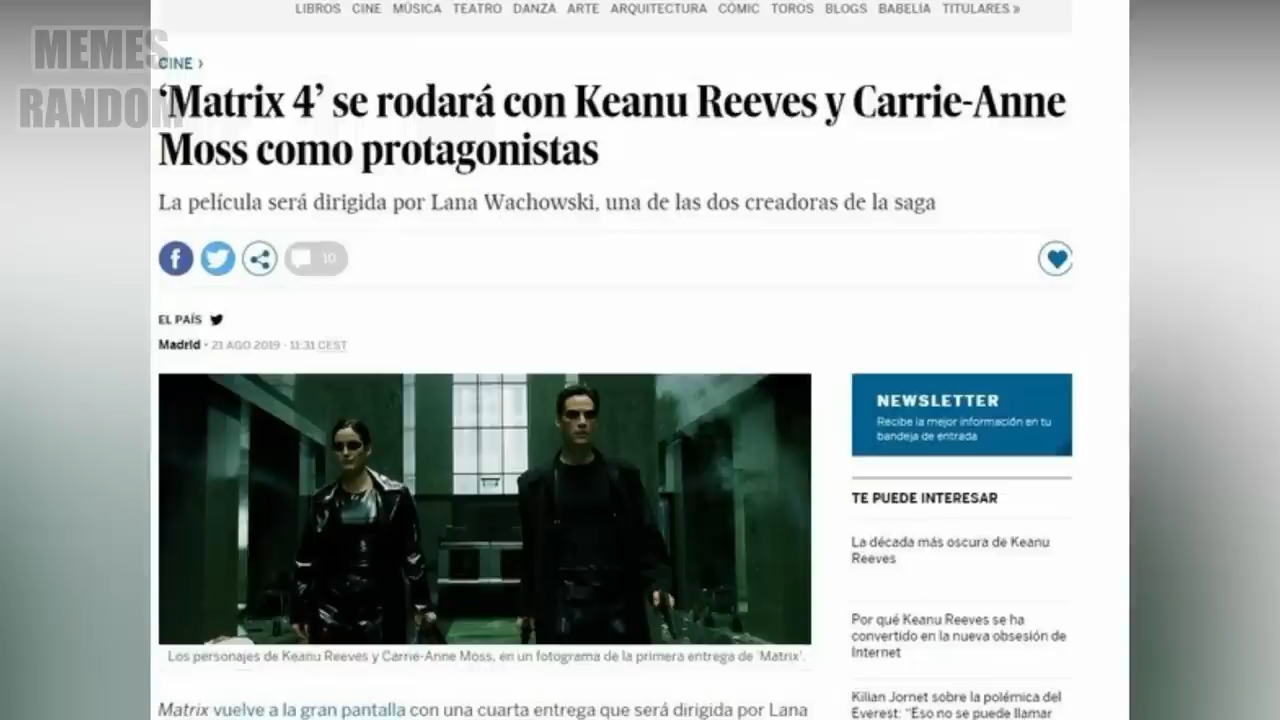 LIBROS CINE MÚSICA TEATRO DANZA ARTE ARQUITECTURA CÓMIC TOROS BLOGS BABELIA TITULARES »
MEMES
RANDOM
CINE ›
‘Matrix 4’ se rodará con Keanu Reeves y Carrie-Anne
Moss como protagonistas
La película será dirigida por Lana Wachowski, una de las dos creadoras de la saga
10
EL PAÍS
Madrid · 21 AGO 2019 - 11:31 CEST
Los personajes de Keanu Reeves y Carrie-Anne Moss, en un fotograma de la primera entrega de ‘Matrix’.
Matrix vuelve a la gran pantalla con una cuarta entrega que será dirigida por Lana
NEWSLETTER
Recibe la mejor información en tu
bandeja de entrada
TE PUEDE INTERESAR
La década más oscura de Keanu
Reeves
Por qué Keanu Reeves se ha
convertido en la nueva obsesión de
Internet
Kilian Jornet sobre la polémica del
Everest: “Eso no se puede llamar